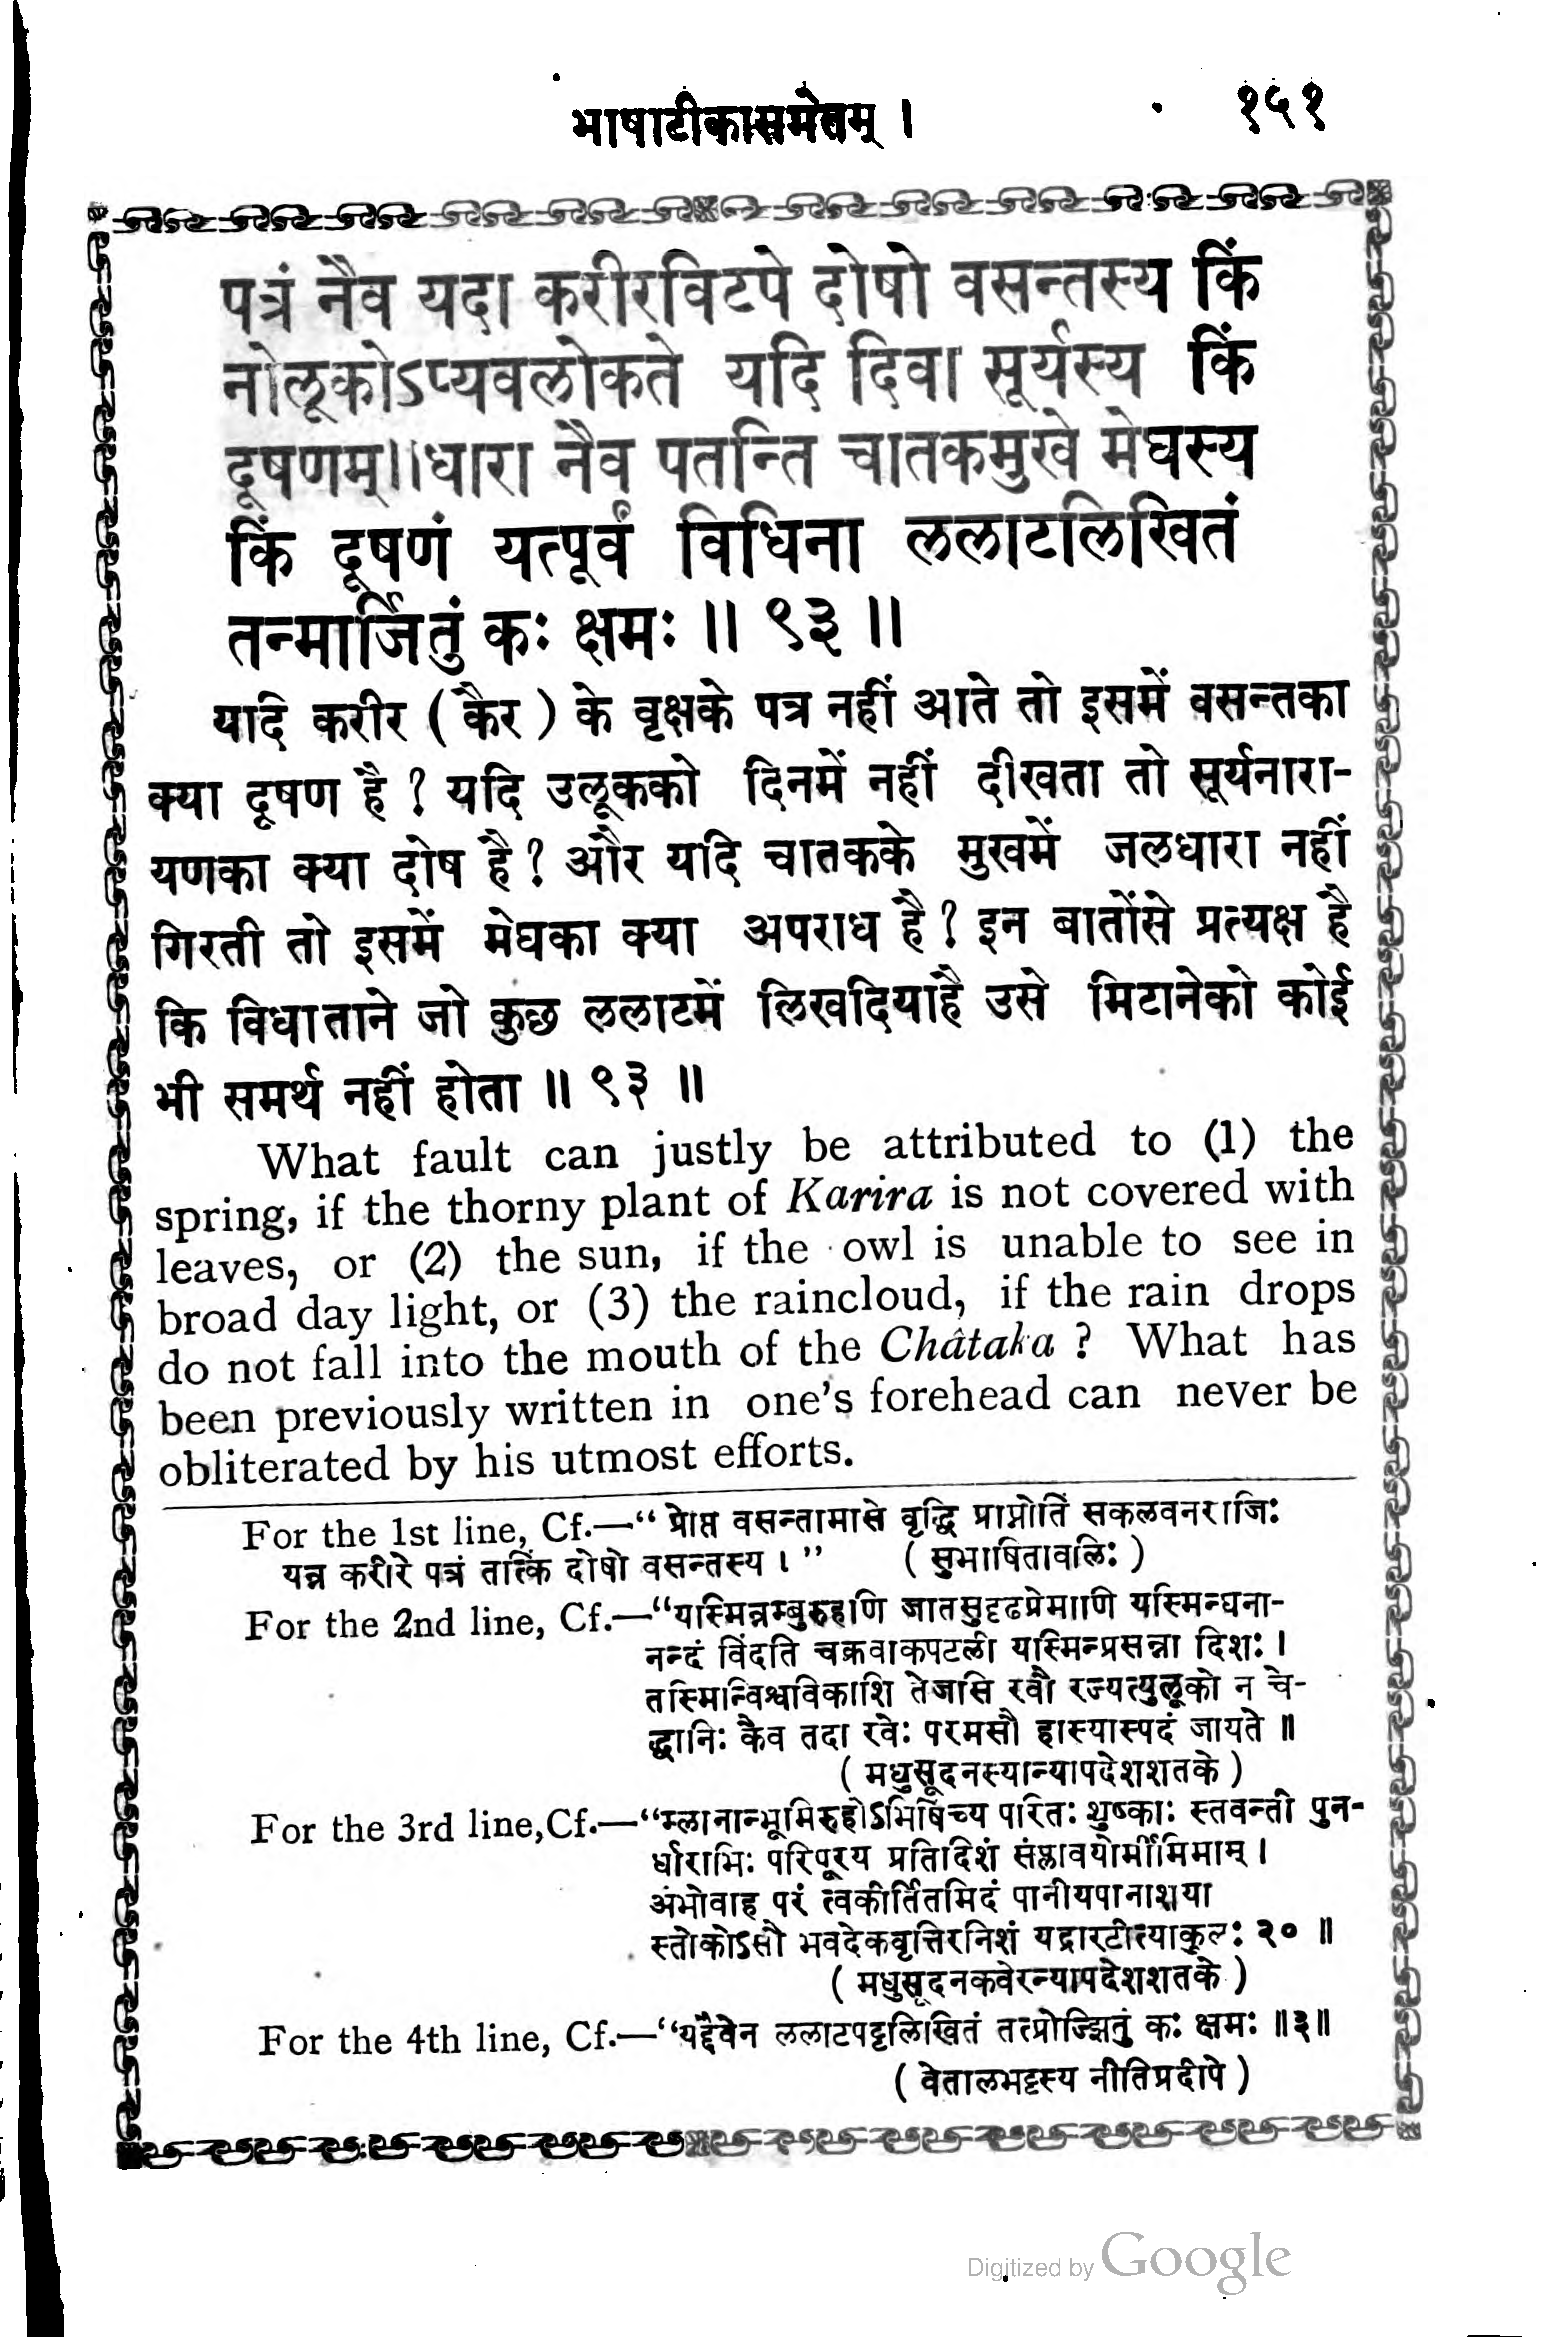 भाषाटीकासमेतम् । १५१
पत्रं नैव यदा करीरविटपे दोषो वसन्तस्य किं
नोलूकोऽप्यवलोकते यदि दिवा सूर्यस्य किं
दूषणम्॥धारा नैव पतन्ति चातकमुखे मेघस्य
किं दूषणं यत्पूर्वं विधिना ललाटलिखितं
तन्मार्जितुं कः क्षमः ॥ ९३ ॥
यादि करीर ( कैर ) के वृक्षके पत्र नहीं आते तो इसमें वसन्तका
क्या दूषण है ? यदि उलूकको दिनमें नहीं दीखता तो सूर्यनारा-
यणका क्या दोष है ? और यदि चातकके मुखमें जलधारा नहीं
गिरती तो इसमें मेघका क्या अपराध है ? इन बातोंसे प्रत्यक्ष है
कि विधाताने जो कुछ ललाटमें लिखदियाहै उसे मिटानेको कोई
भी समर्थ नहीं होता ॥ ९३ ॥
What fault can justly be attributed to (1) the
spring, if the thorny plant of Karira is not covered with
leaves, or (2) the sun, if the owl is unable to see in
broad day light, or (3) the raincloud, if the rain drops
do not fall into the mouth of the Châtaka ? What has
been previously written in one's forehead can never be
obliterated by his utmost efforts.
For the 1st line, Cf.—“ प्रोप्त वसन्तामासे वृद्धि प्राप्नोति सकलवनराजिः
यन्न करीरे पत्रं तत्किं दोषो वसन्तस्य । ” ( सुभाषितावलिः )
For the 2nd line, Cf.—“यास्मिन्नम्बुरुहाणि जातसुदृढप्रेमाणि यस्मिन्घना-
नन्दं विंदति चक्रवाकपटली यास्मिन्प्रसन्ना दिशः ।
तस्मिन्विश्वाविकाशि तेजासि रवौ रज्यत्युलूको न चे-
द्धानिः कैव तदा रवेः परमसौ हास्यास्पदं जायते ॥
( मधुसूदनस्यान्यापदेशशतके )
For the 3rd line,Cf.—“म्लानान्भूमिरुहोऽभिषिच्य पारितः शुष्काः स्तवन्ती पुन-
र्धाराभिः परिपूरय प्रतिदिशं संप्लावयोर्मीमिमाम् ।
अंभोवाह परं त्वकीर्तितमिदं पानीयपानाशया
स्तोकोऽसौ भवदेकवृत्तिरनिशं यद्रारटीत्याकुलः २० ॥
( मधुसूदनकवेरन्यापदेशशतके )
For the 4th line, Cf.—“यद्दैवेन ललाटपट्टलिखितं तत्प्रोज्झितुं कः क्षमः ॥३॥
( वेतालभट्टस्य नीतिप्रदीपे )
Digitized by Google